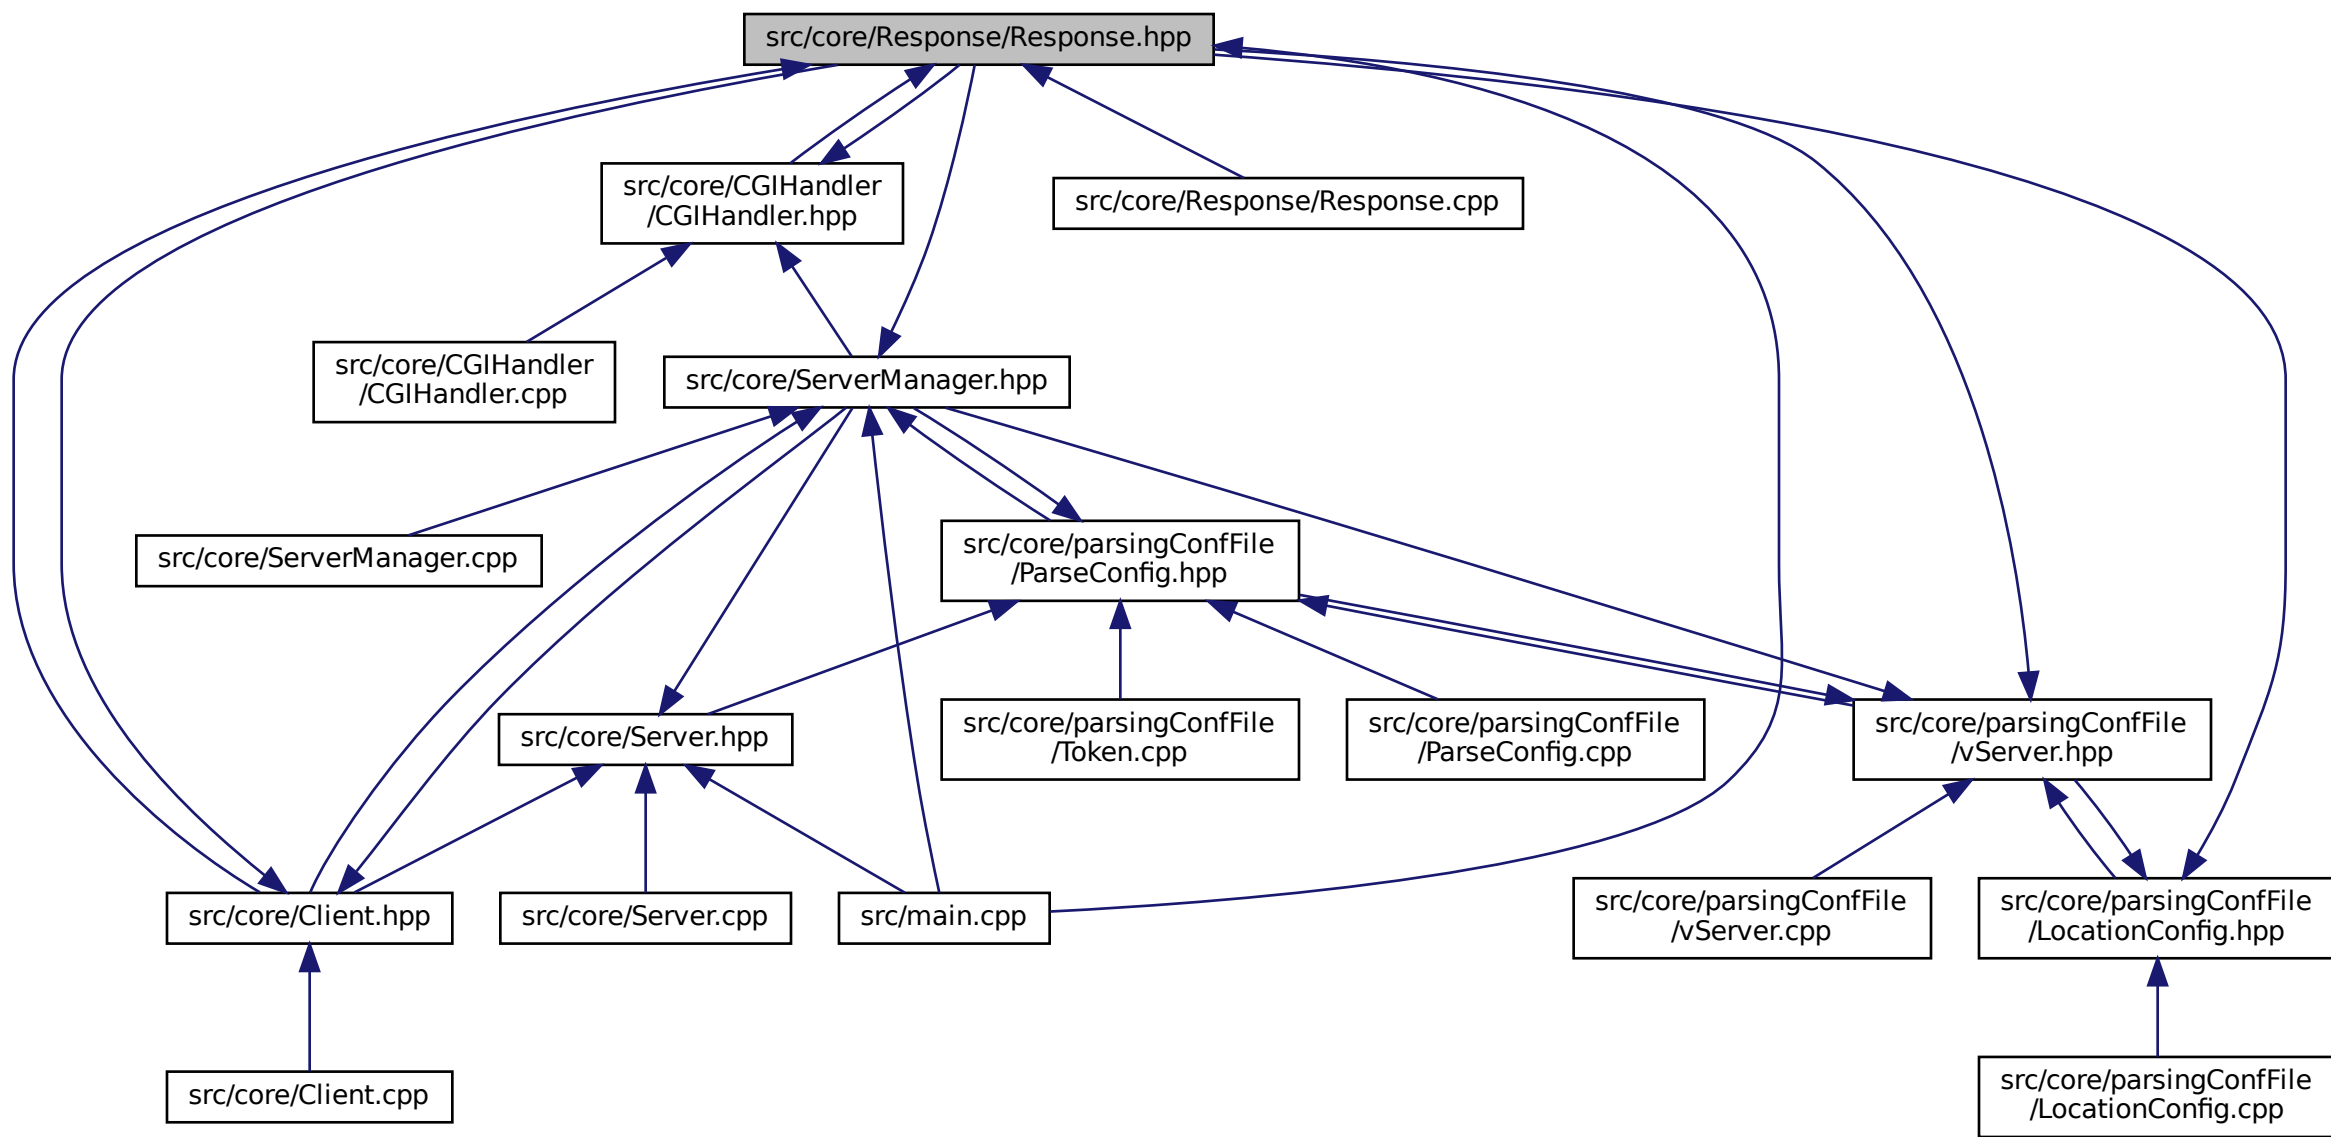 src/core/Response/Response.hpp
src/core/CGIHandler
/CGIHandler.hpp
src/core/Response/Response.cpp
src/core/CGIHandler
/CGIHandler.cpp
src/core/ServerManager.hpp
src/core/ServerManager.cpp
src/core/parsingConfFile
/ParseConfig.hpp
src/core/Server.hpp
src/core/parsingConfFile
/Token.cpp
src/core/parsingConfFile
/ParseConfig.cpp
src/core/parsingConfFile
/vServer.hpp
src/core/Client.hpp
src/core/Server.cpp
src/main.cpp
src/core/parsingConfFile
/vServer.cpp
src/core/parsingConfFile
/LocationConfig.hpp
src/core/Client.cpp
src/core/parsingConfFile
/LocationConfig.cpp